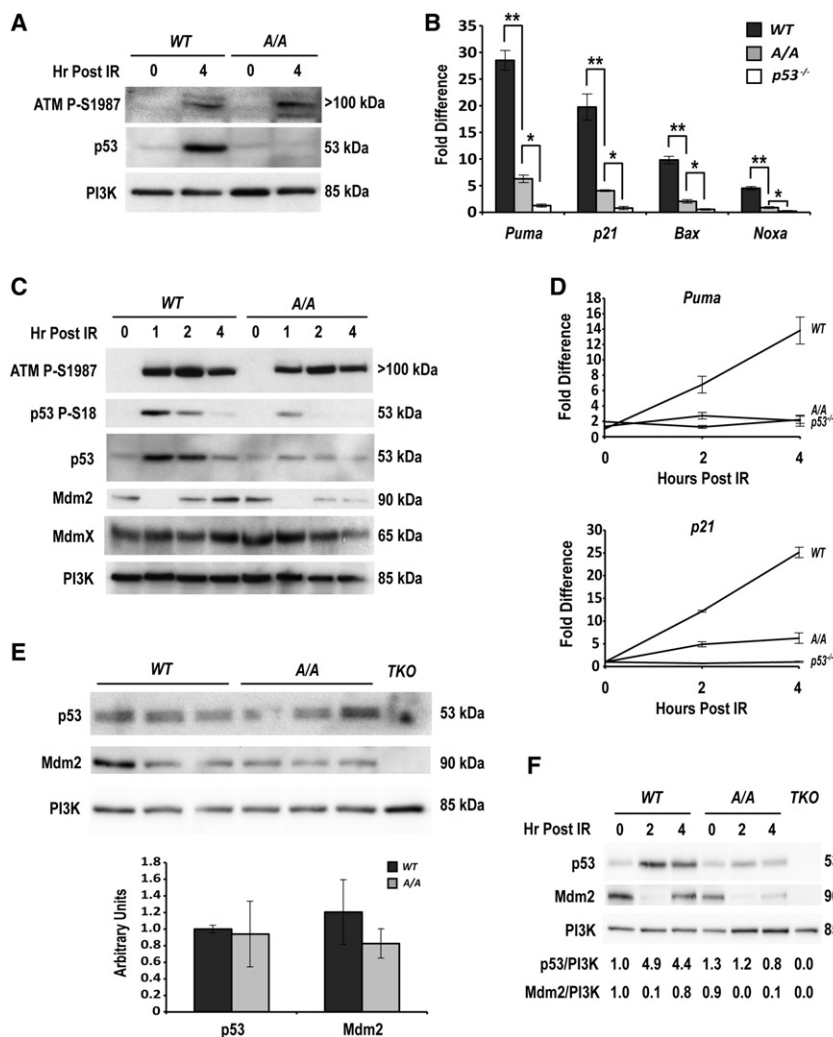 A
WT A/A
Hr Post IR 0 4 0 4
ATM P-S1987 >100 kDa
p53 53 kDa
PI3K 85 kDa
B
Fold Difference
35
30
25
20
15
10
5
0
** * ** * ** * ** *
WT
A/A
p53-/-
Puma p21 Bax Noxa
C
WT A/A
Hr Post IR 0 1 2 4 0 1 2 4
ATM P-S1987 >100 kDa
p53 P-S18 53 kDa
p53 53 kDa
Mdm2 90 kDa
MdmX 65 kDa
PI3K 85 kDa
D
Puma
Fold Difference
18
16
14
12
10
8
6
4
2
0
WT
A/A
p53-/-
0 2 4
Hours Post IR
p21
Fold Difference
30
25
20
15
10
5
0
WT
A/A
p53-/-
0 2 4
Hours Post IR
E
WT A/A TKO
p53 53 kDa
Mdm2 90 kDa
PI3K 85 kDa
Arbitrary Units
1.8
1.6
1.4
1.2
1.0
0.8
0.6
0.4
0.2
0
WT
A/A
p53 Mdm2
F
WT A/A TKO
Hr Post IR 0 2 4 0 2 4
p53 53
Mdm2 90
PI3K 85
p53/PI3K 1.0 4.9 4.4 1.3 1.2 0.8 0.0
Mdm2/PI3K 1.0 0.1 0.8 0.9 0.0 0.1 0.0